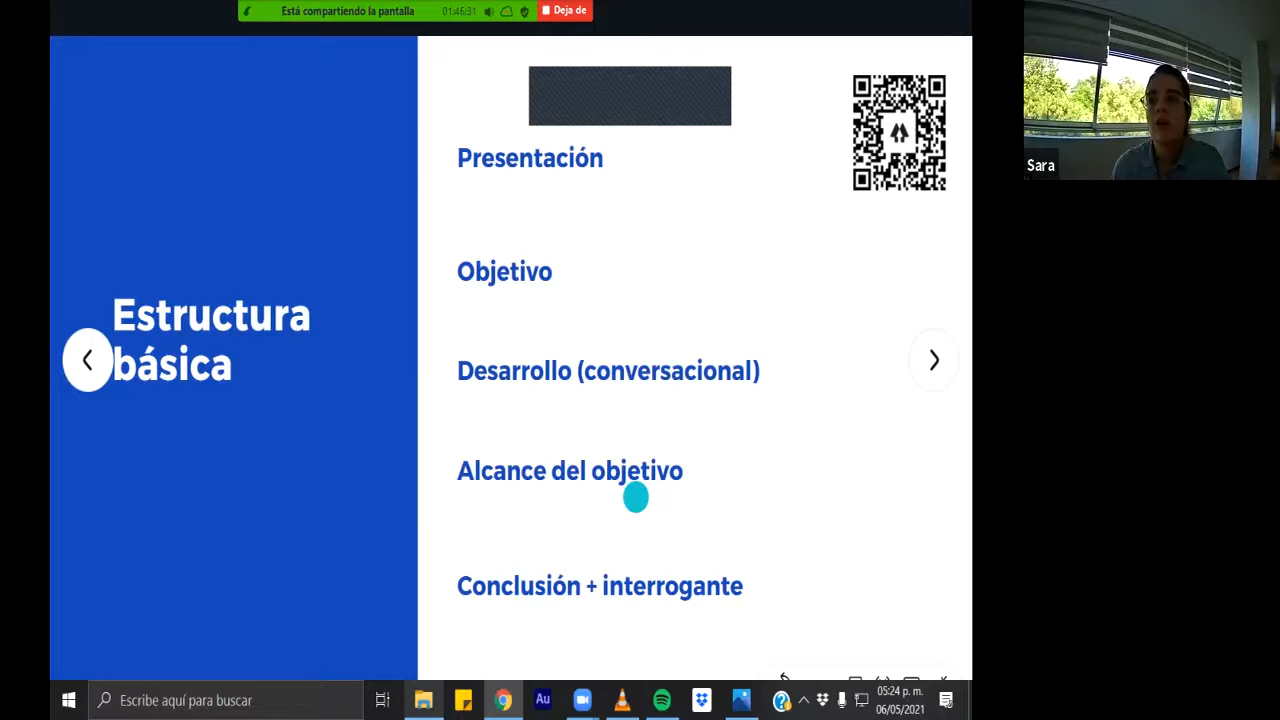 Está compartiendo la pantalla
01:46:31
Deja de
Presentación
Objetivo
Estructura
básica
Desarrollo (conversacional)
Alcance del objetivo
Conclusión + interrogante
Sara
Escribe aquí para buscar
Au
05:24 p. m.
06/05/2021